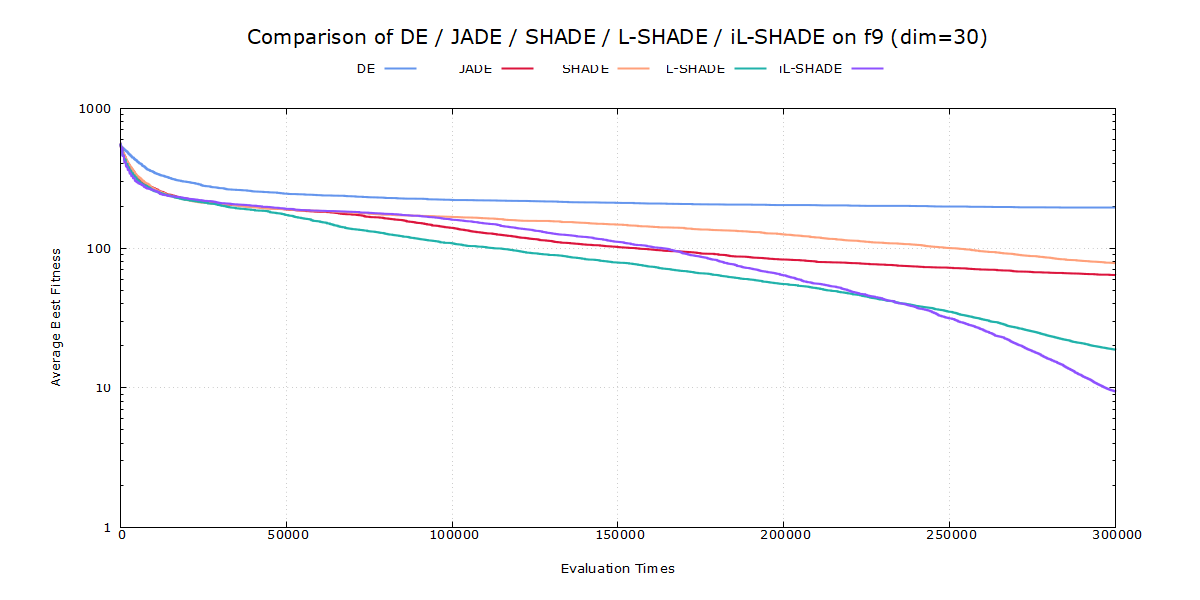 Comparison of DE / JADE / SHADE / L-SHADE / iL-SHADE on f9 (dim=30)
DE JADE SHADE L-SHADE iL-SHADE
1000
100
10
1
Average Best Fitness
0 50000 100000 150000 200000 250000 300000
Evaluation Times